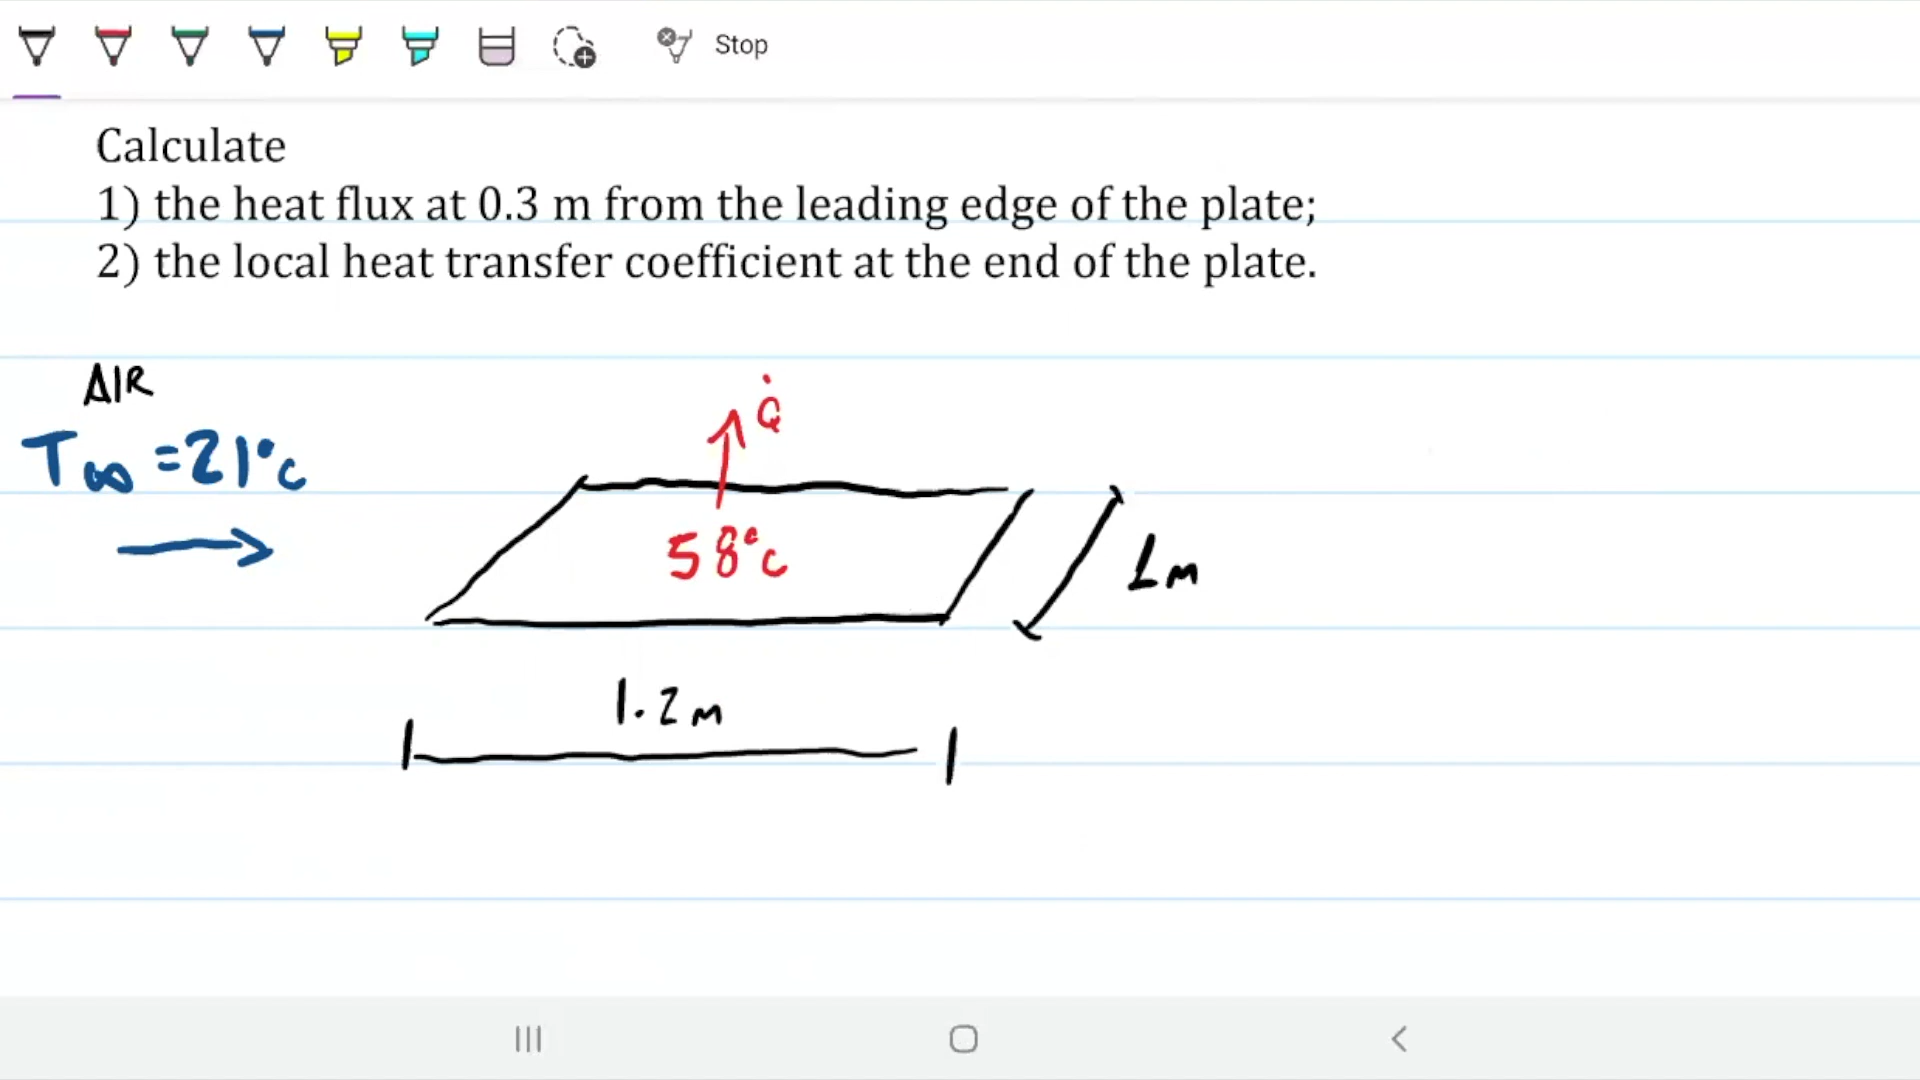 Stop
Calculate
1) the heat flux at 0.3 m from the leading edge of the plate;
2) the local heat transfer coefficient at the end of the plate.
AIR
T∞ = 21°C
Q̇
58°C
1m
1.2m